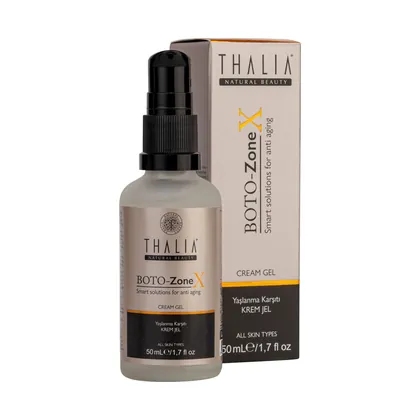 THALIA
NATURAL BEAUTY
BOTO-Zone X
Smart solutions for anti aging
CREAM GEL
Yaşlanma Karşıtı
KREM JEL
ALL SKIN TYPES
50 mL℮/1,7 fl oz
THALIA
NATURAL BEAUTY
BOTO-Zone X
Smart solutions for anti aging
CREAM GEL
Yaşlanma Karşıtı
KREM JEL
ALL SKIN TYPES
50 mL℮/1,7 fl oz